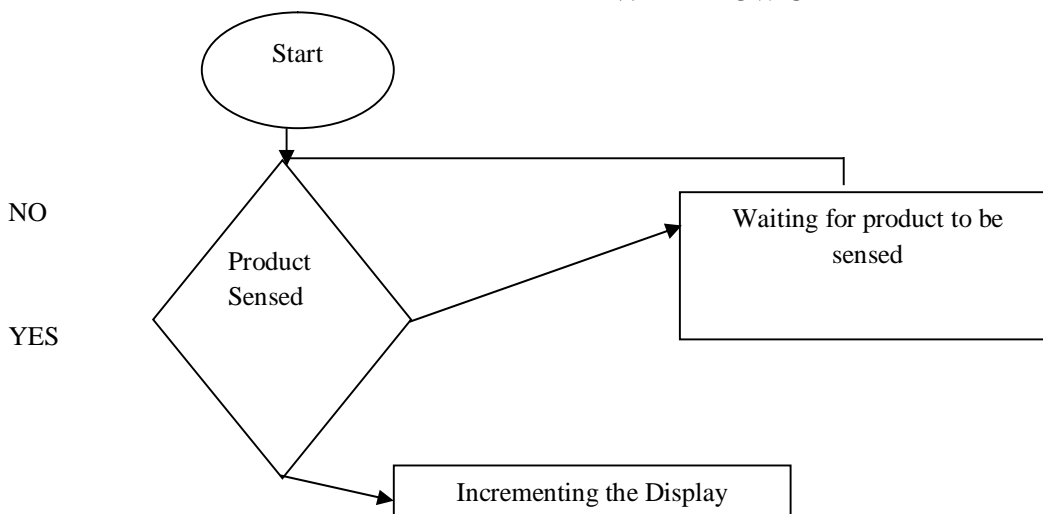 Start
NO
Waiting for product to be
sensed
Product
Sensed
YES
Incrementing the Display